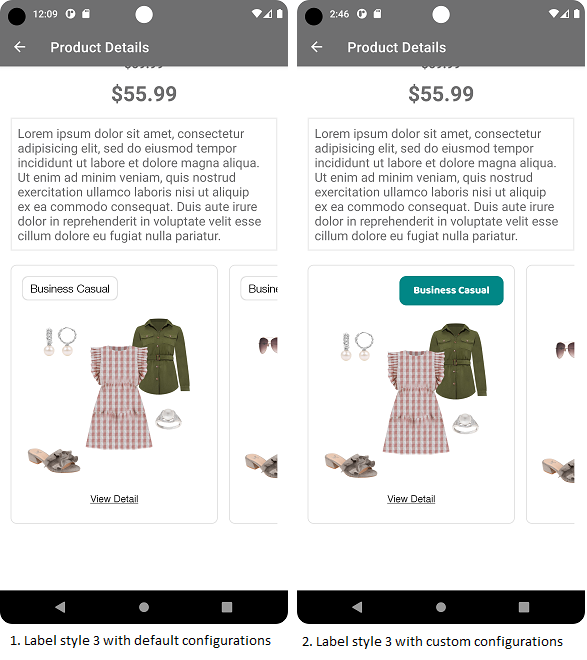 12:09
Product Details
$55.99
Lorem ipsum dolor sit amet, consectetur
adipisicing elit, sed do eiusmod tempor
incididunt ut labore et dolore magna aliqua.
Ut enim ad minim veniam, quis nostrud
exercitation ullamco laboris nisi ut aliquip
ex ea commodo consequat. Duis aute irure
dolor in reprehenderit in voluptate velit esse
cillum dolore eu fugiat nulla pariatur.
Business Casual
Busine
View Detail
1. Label style 3 with default configurations
2:46
Product Details
$55.99
Lorem ipsum dolor sit amet, consectetur
adipisicing elit, sed do eiusmod tempor
incididunt ut labore et dolore magna aliqua.
Ut enim ad minim veniam, quis nostrud
exercitation ullamco laboris nisi ut aliquip
ex ea commodo consequat. Duis aute irure
dolor in reprehenderit in voluptate velit esse
cillum dolore eu fugiat nulla pariatur.
Business Casual
View Detail
2. Label style 3 with custom configurations